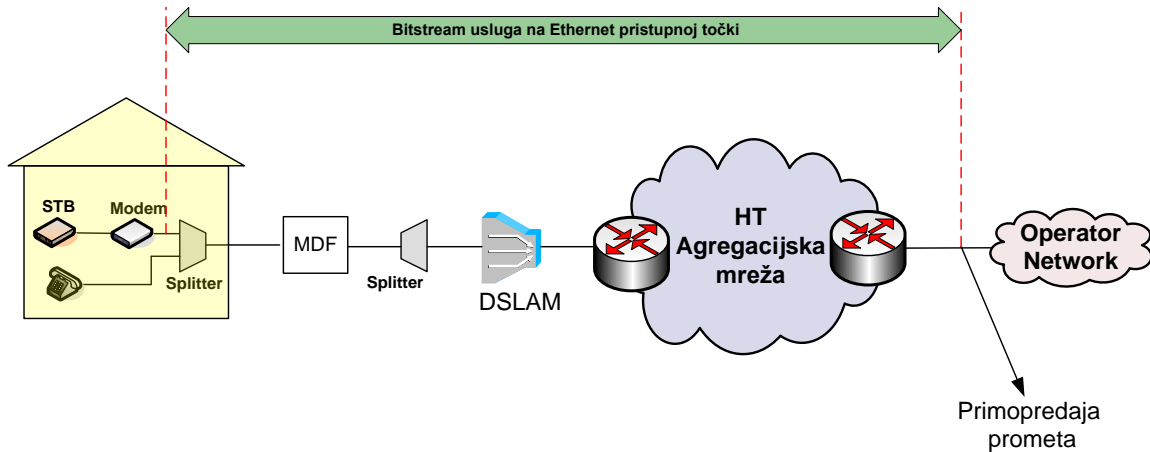 Bitstream usluga na Ethernet pristupnoj točki
STB
Modem
Splitter
MDF
Splitter
DSLAM
HT
Agregacijska
mreža
Operator
Network
Primopredaja
prometa